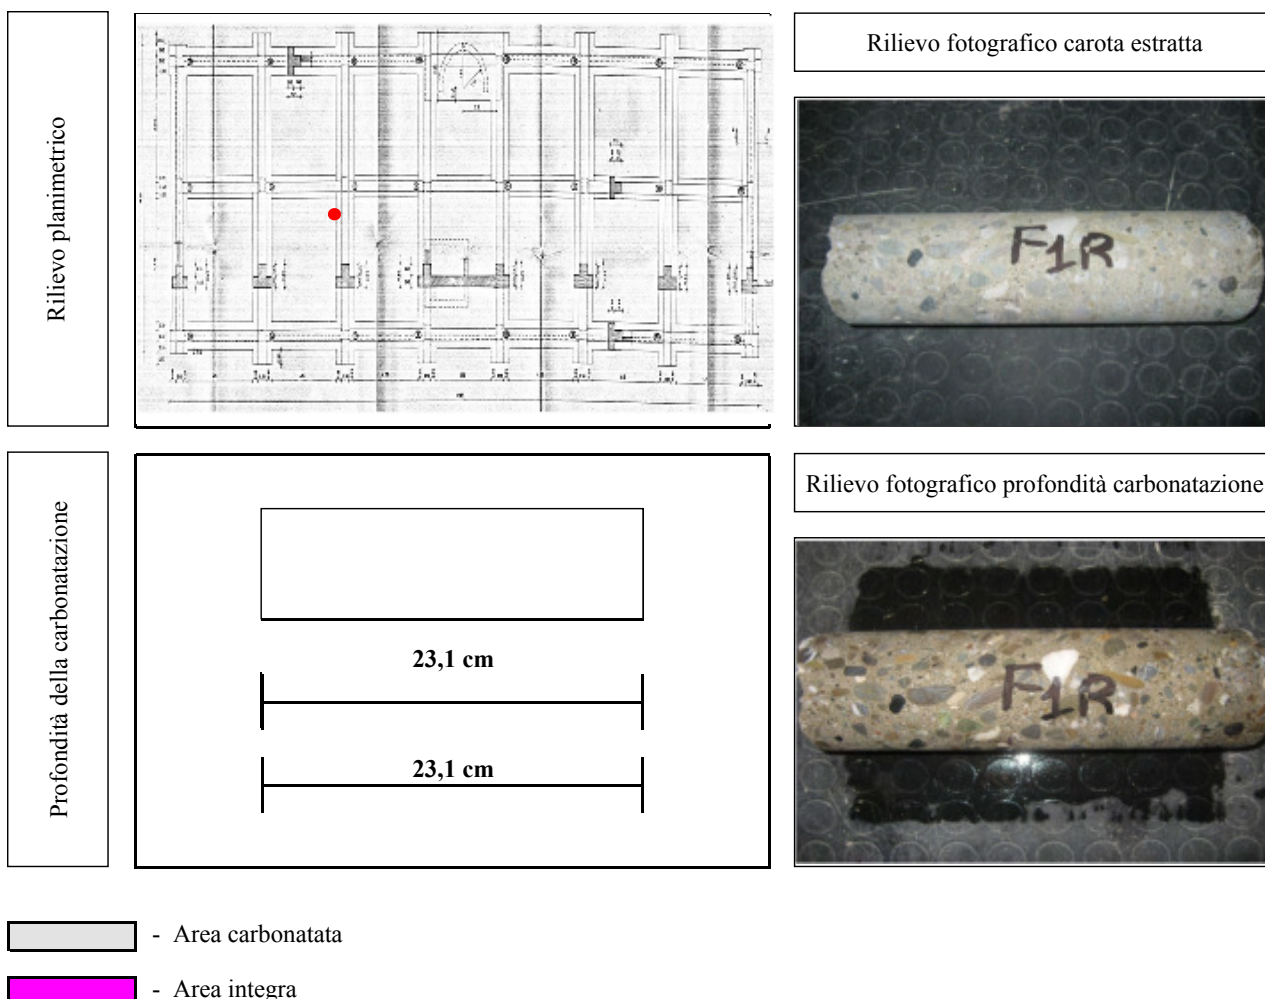 Rilievo planimetrico
Rilievo fotografico carota estratta
F1R
Profondità della carbonatazione
23,1 cm
23,1 cm
Rilievo fotografico profondità carbonatazione
F1R
- Area carbonatata
- Area integra